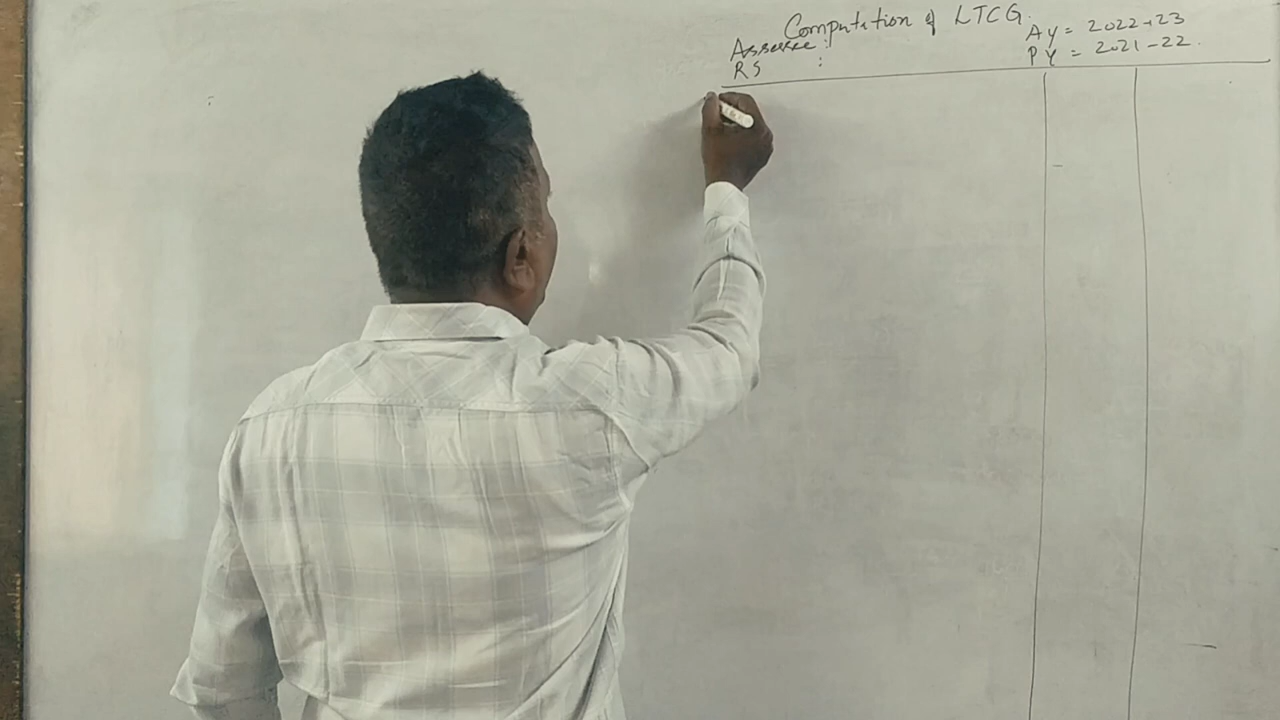 Computation of LTCG
Assessee : AY = 2022-23
RS : PY = 2021-22